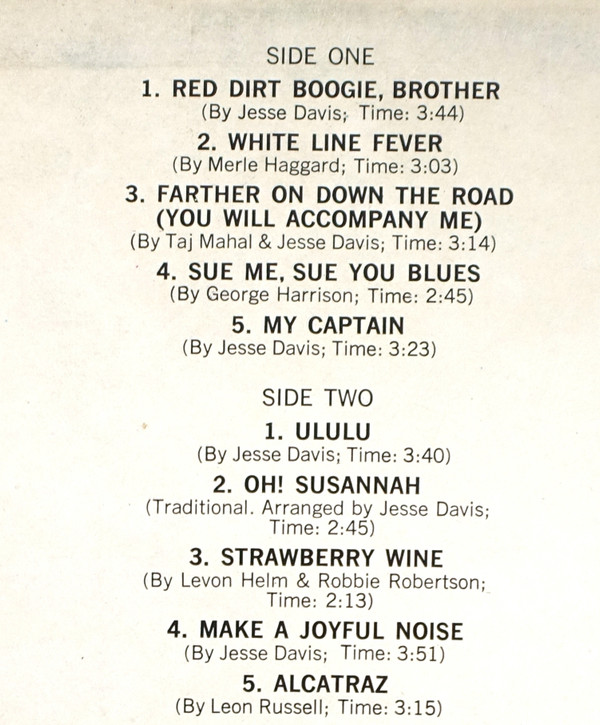 SIDE ONE
1. RED DIRT BOOGIE, BROTHER
(By Jesse Davis; Time: 3:44)
2. WHITE LINE FEVER
(By Merle Haggard; Time: 3:03)
3. FARTHER ON DOWN THE ROAD
(YOU WILL ACCOMPANY ME)
(By Taj Mahal & Jesse Davis; Time: 3:14)
4. SUE ME, SUE YOU BLUES
(By George Harrison; Time: 2:45)
5. MY CAPTAIN
(By Jesse Davis; Time: 3:23)
SIDE TWO
1. ULULU
(By Jesse Davis; Time: 3:40)
2. OH! SUSANNAH
(Traditional. Arranged by Jesse Davis;
Time: 2:45)
3. STRAWBERRY WINE
(By Levon Helm & Robbie Robertson;
Time: 2:13)
4. MAKE A JOYFUL NOISE
(By Jesse Davis; Time: 3:51)
5. ALCATRAZ
(By Leon Russell; Time: 3:15)